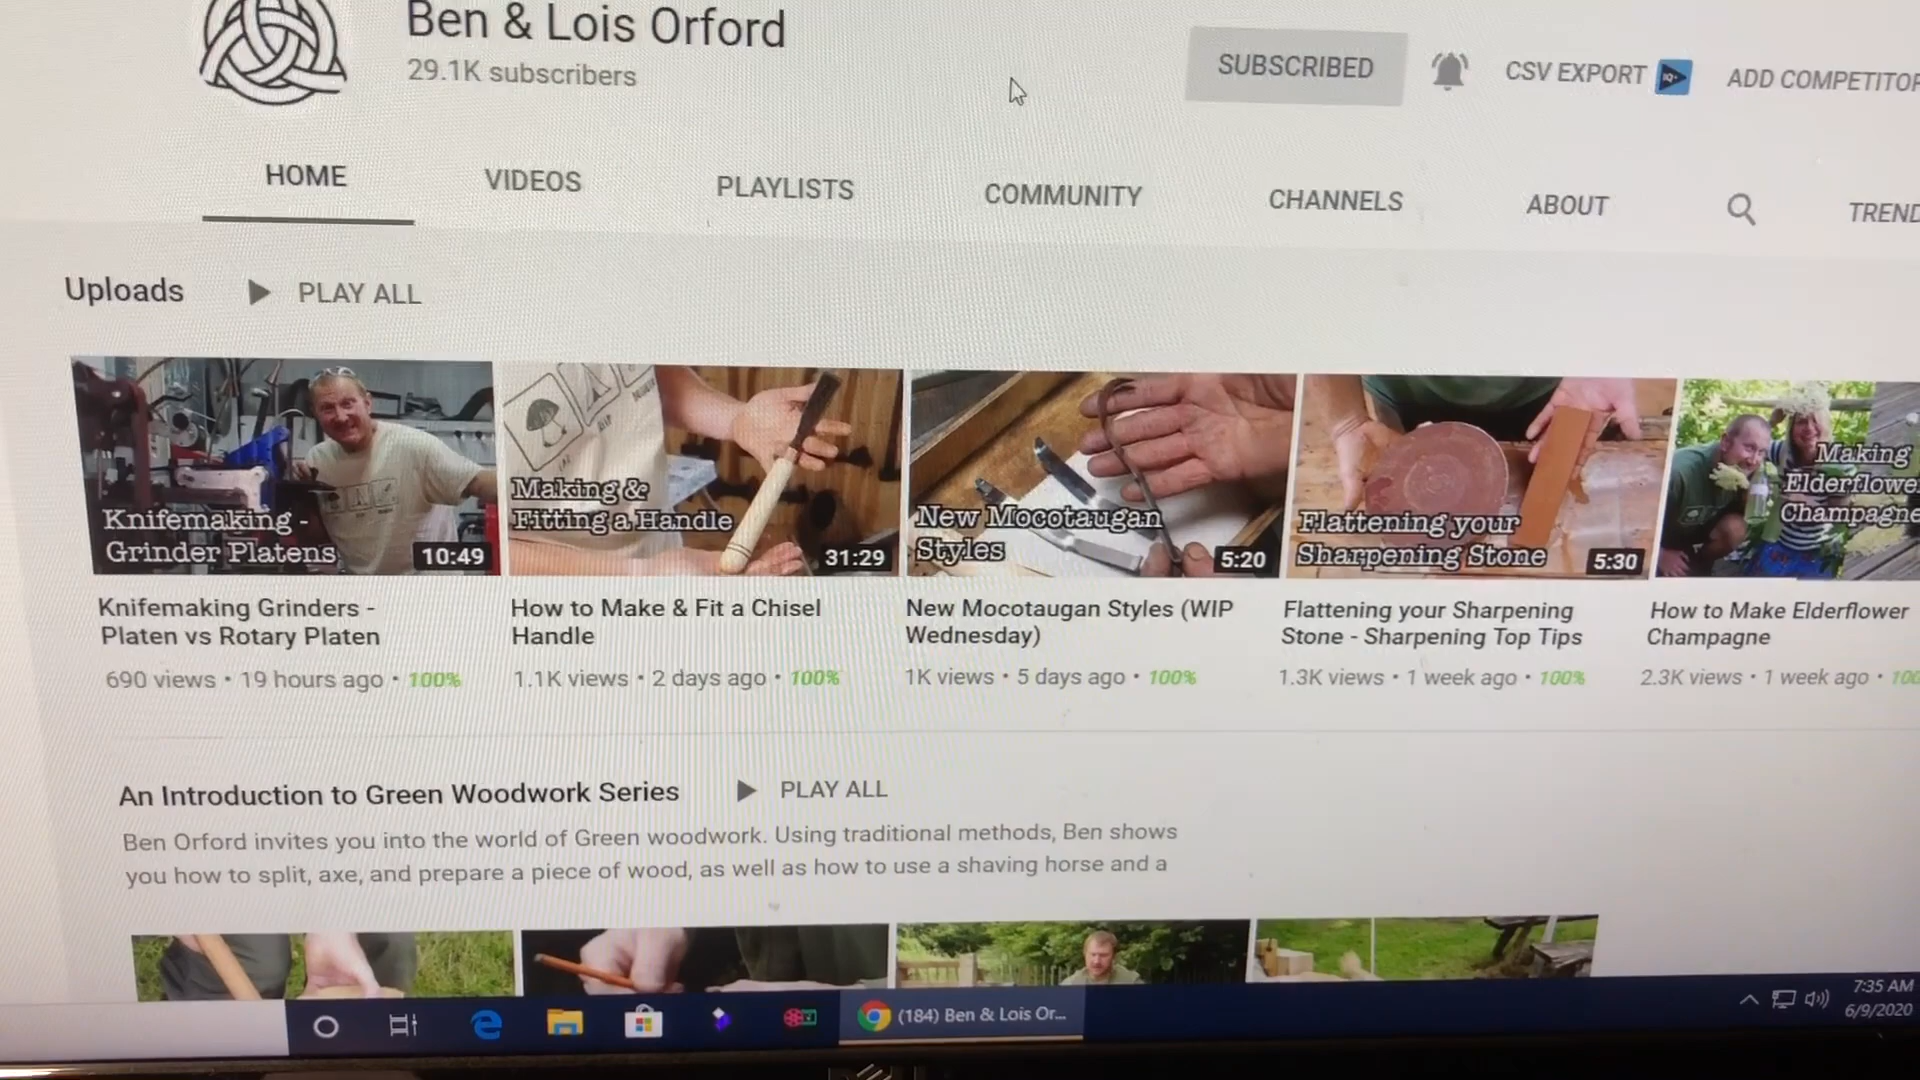 Ben & Lois Orford
29.1K subscribers
SUBSCRIBED
CSV EXPORT
ADD COMPETITOR
HOME
VIDEOS
PLAYLISTS
COMMUNITY
CHANNELS
ABOUT
TREND
Uploads
PLAY ALL
Knifemaking -
Grinder Platens
10:49
Making &
Fitting a Handle
31:29
New Mocotaugan
Styles
5:20
Flattening your
Sharpening Stone
5:30
Making
Elderflowe
Champagne
Knifemaking Grinders -
Platen vs Rotary Platen
690 views • 19 hours ago • 100%
How to Make & Fit a Chisel
Handle
1.1K views • 2 days ago • 100%
New Mocotaugan Styles (WIP
Wednesday)
1K views • 5 days ago • 100%
Flattening your Sharpening
Stone - Sharpening Top Tips
1.3K views • 1 week ago • 100%
How to Make Elderflower
Champagne
2.3K views • 1 week ago • 100
An Introduction to Green Woodwork Series
PLAY ALL
Ben Orford invites you into the world of Green woodwork. Using traditional methods, Ben shows
you how to split, axe, and prepare a piece of wood, as well as how to use a shaving horse and a
(184) Ben & Lois Or...
7:35 AM
6/9/2020